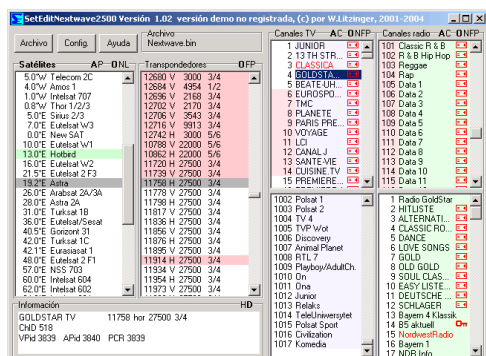 SetEditNextwave2500 Versión 1.02 versión demo no registrada, (c) por W.Litzinger, 2001-2004
Archivo Config. Ayuda
Archivo
Nextwave.bin
Satélites AP ONL
5.0°W Telecom 2C
4.0°W Amos 1
1.0°W Intelsat 707
0.8°W Thor 1/2/3
5.0°E Sirius 2/3
7.0°E Eutelsat W3
0.0°E New SAT
10.0°E Eutelsat W1
13.0°E Hotbird
16.0°E Eutelsat W2
21.5°E Eutelsat 2 F3
19.2°E Astra
26.0°E Arabsat 2A/3A
28.0°E Astra 2A
31.0°E Turksat 1B
36.0°E Eutelsat/Sesat
40.5°E Gorizont 31
42.0°E Turksat 1C
42.1°E Eurasiasat 1
48.0°E Eutelsat 2 F1
57.0°E NSS 703
60.0°E Intelsat 604
62.0°E Intelsat 902
Transpondedores OFP
12680 V 3000 3/4
12684 V 4954 1/2
12696 V 2168 3/4
12702 V 2170 3/4
12706 V 3543 3/4
12716 V 9913 3/4
12742 H 3000 5/6
10788 V 22000 5/6
10862 H 22000 5/6
11720 H 27500 3/4
11739 V 27500 3/4
11758 H 27500 3/4
11778 V 27500 3/4
11798 H 27500 3/4
11817 V 27500 3/4
11836 H 27500 3/4
11856 V 27500 3/4
11876 H 27500 3/4
11895 V 27500 3/4
11914 H 27500 3/4
11934 V 27500 3/4
11954 H 27500 3/4
11973 V 27500 3/4
Información HD
GOLDSTAR TV 11758 hor 27500 3/4
ChID 518
VPid 3839 APid 3840 PCR 3839
Canales TV AC ONFP
1 JUNIOR
2 13TH STR...
3 CLASSICA
4 GOLDSTA...
5 BEATE-UH...
6 EUROSPO...
7 TMC
8 PLANETE
9 PARIS PRE...
10 VOYAGE
11 LCI
12 CANAL J
13 SANTE-VIE
14 CUISINE.TV
15 PREMIERE...
Canales radio AC ONFP
101 Classic R & B
102 R & B Hip Hop
103 Reggae
104 Rap
105 Data 1
106 Data 2
107 Data 3
108 Data 4
109 Data 5
110 Data 6
111 Data 7
112 Data 8
113 Data 9
114 Data 10
115 Data 11
1002 Polsat 1
1003 Polsat 2
1004 TV 4
1005 TVP Wot
1006 Discovery
1007 Animal Planet
1008 RTL 7
1009 Playboy/AdultCh.
1010 On
1011 Ona
1012 Junior
1013 Relaks
1014 TeleUniwersytet
1015 Polsat Sport
1016 Civilization
1017 Komedia
1 Radio GoldStar
2 HITLISTE
3 ALTERNATI...
4 CLASSIC RO...
5 DANCE
6 LOVE SONGS
7 GOLD
8 OLD GOLD
9 SOUL CLAS...
10 EASY LISTE...
11 DEUTSCHE ...
12 SCHLAGER
13 Bayern 4 Klassik
14 B5 aktuell
15 NordwestRadio
16 Bayern 1
17 NDR Info